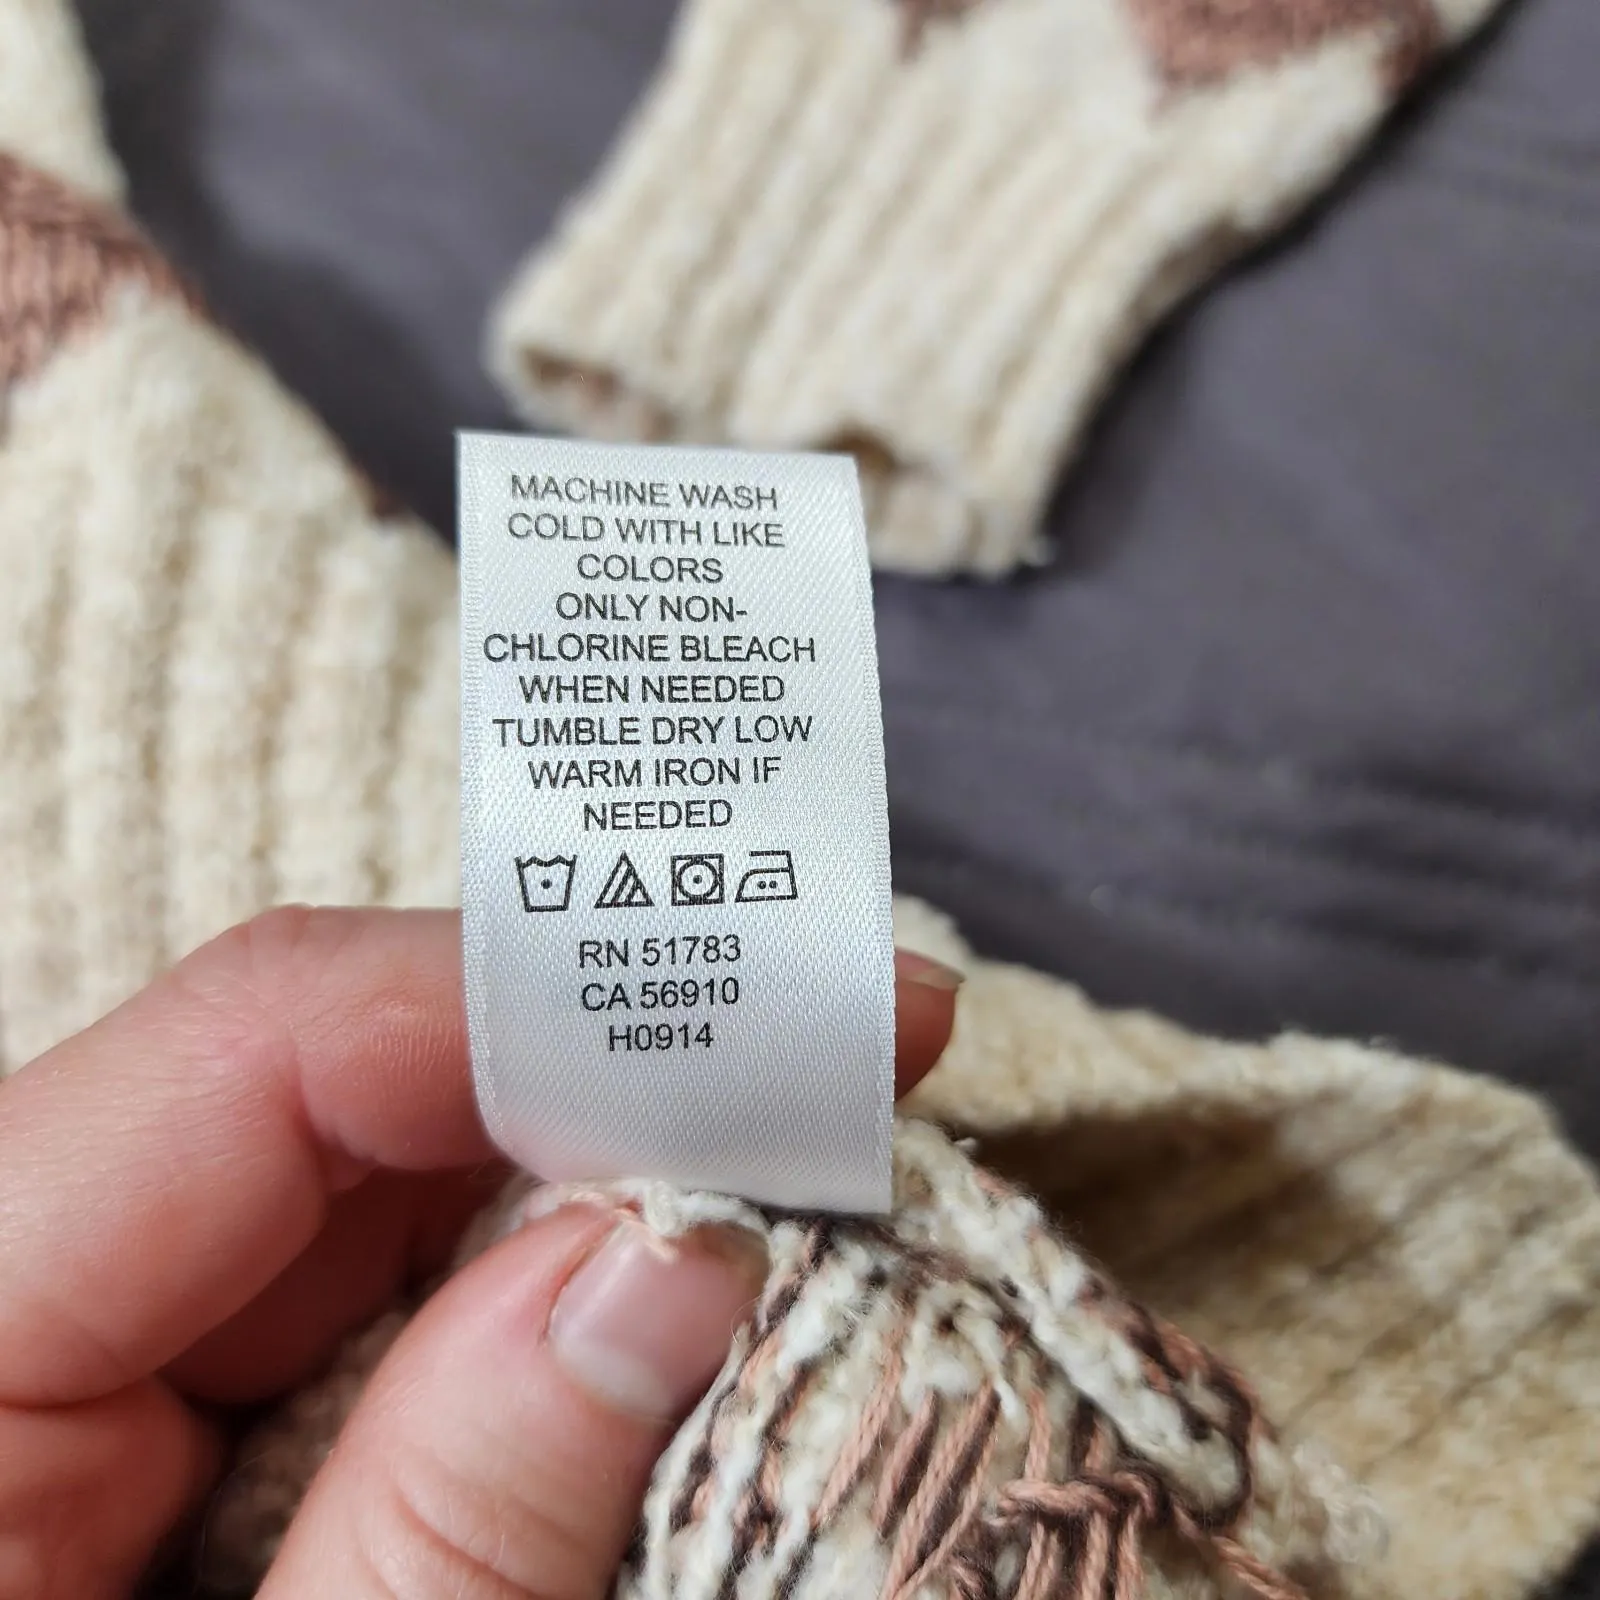 MACHINE WASH
COLD WITH LIKE
COLORS
ONLY NON-
CHLORINE BLEACH
WHEN NEEDED
TUMBLE DRY LOW
WARM IRON IF
NEEDED
RN 51783
CA 56910
H0914